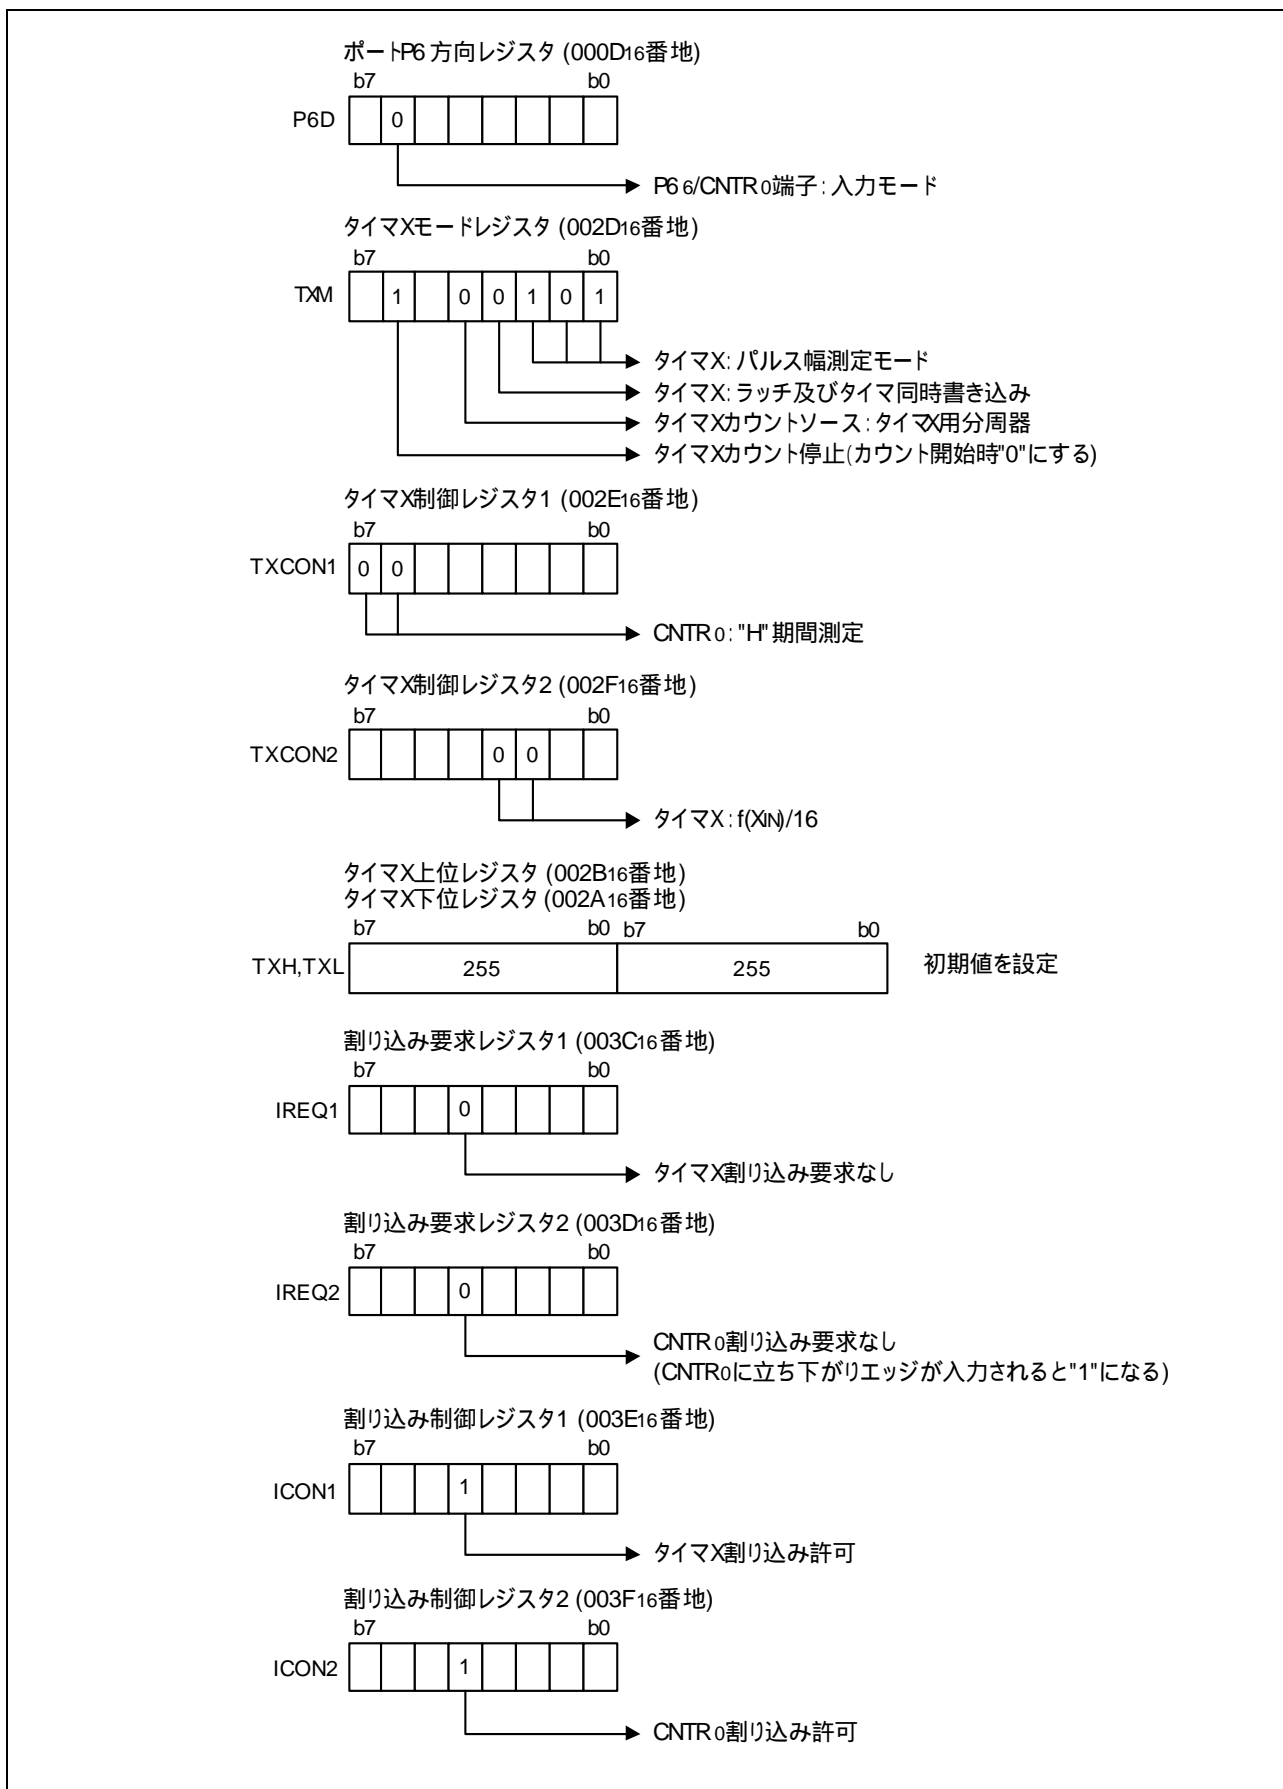 ポートP6 方向レジスタ (000D16番地)
b7 b0
P6D 0
P66/CNTR0端子: 入力モード
タイマXモードレジスタ (002D16番地)
b7 b0
TXM 1 0 0 1 0 1
タイマX: パルス幅測定モード
タイマX: ラッチ及びタイマ同時書き込み
タイマXカウントソース: タイマX用分周器
タイマXカウント停止(カウント開始時"0"にする)
タイマX制御レジスタ1 (002E16番地)
b7 b0
TXCON1 0 0
CNTR0: "H" 期間測定
タイマX制御レジスタ2 (002F16番地)
b7 b0
TXCON2 0 0
タイマX: f(XIN)/16
タイマX上位レジスタ (002B16番地)
タイマX下位レジスタ (002A16番地)
b7 b0 b7 b0
TXH,TXL 255 255 初期値を設定
割り込み要求レジスタ1 (003C16番地)
b7 b0
IREQ1 0
タイマX割り込み要求なし
割り込み要求レジスタ2 (003D16番地)
b7 b0
IREQ2 0
CNTR0割り込み要求なし
(CNTR0に立ち下がりエッジが入力されると"1"になる)
割り込み制御レジスタ1 (003E16番地)
b7 b0
ICON1 1
タイマX割り込み許可
割り込み制御レジスタ2 (003F16番地)
b7 b0
ICON2 1
CNTR0割り込み許可